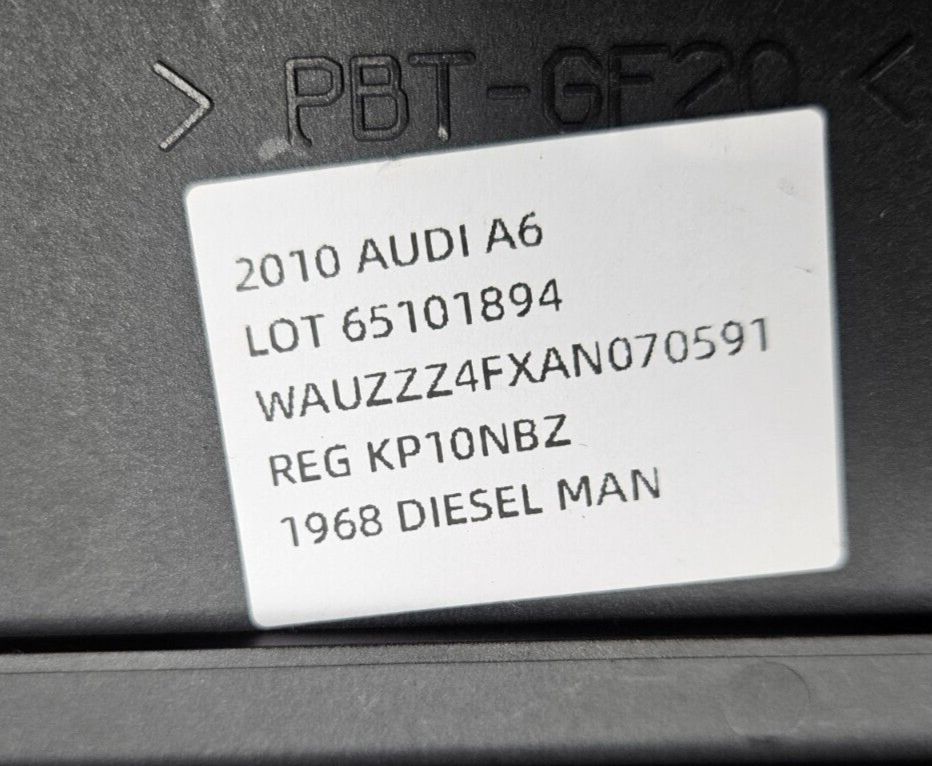 > PBT-GF20 <
2010 AUDI A6
LOT 65101894
WAUZZZ4FXAN070591
REG KP10NBZ
1968 DIESEL MAN